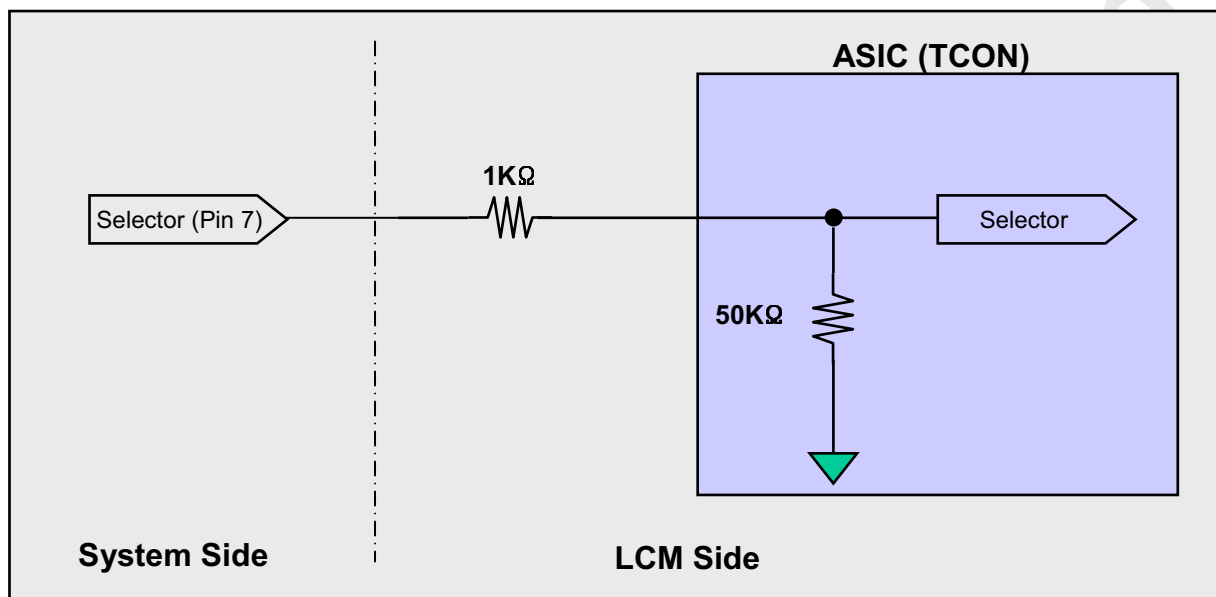 ASIC (TCON)
1KΩ
Selector (Pin 7)
Selector
50KΩ
System Side
LCM Side